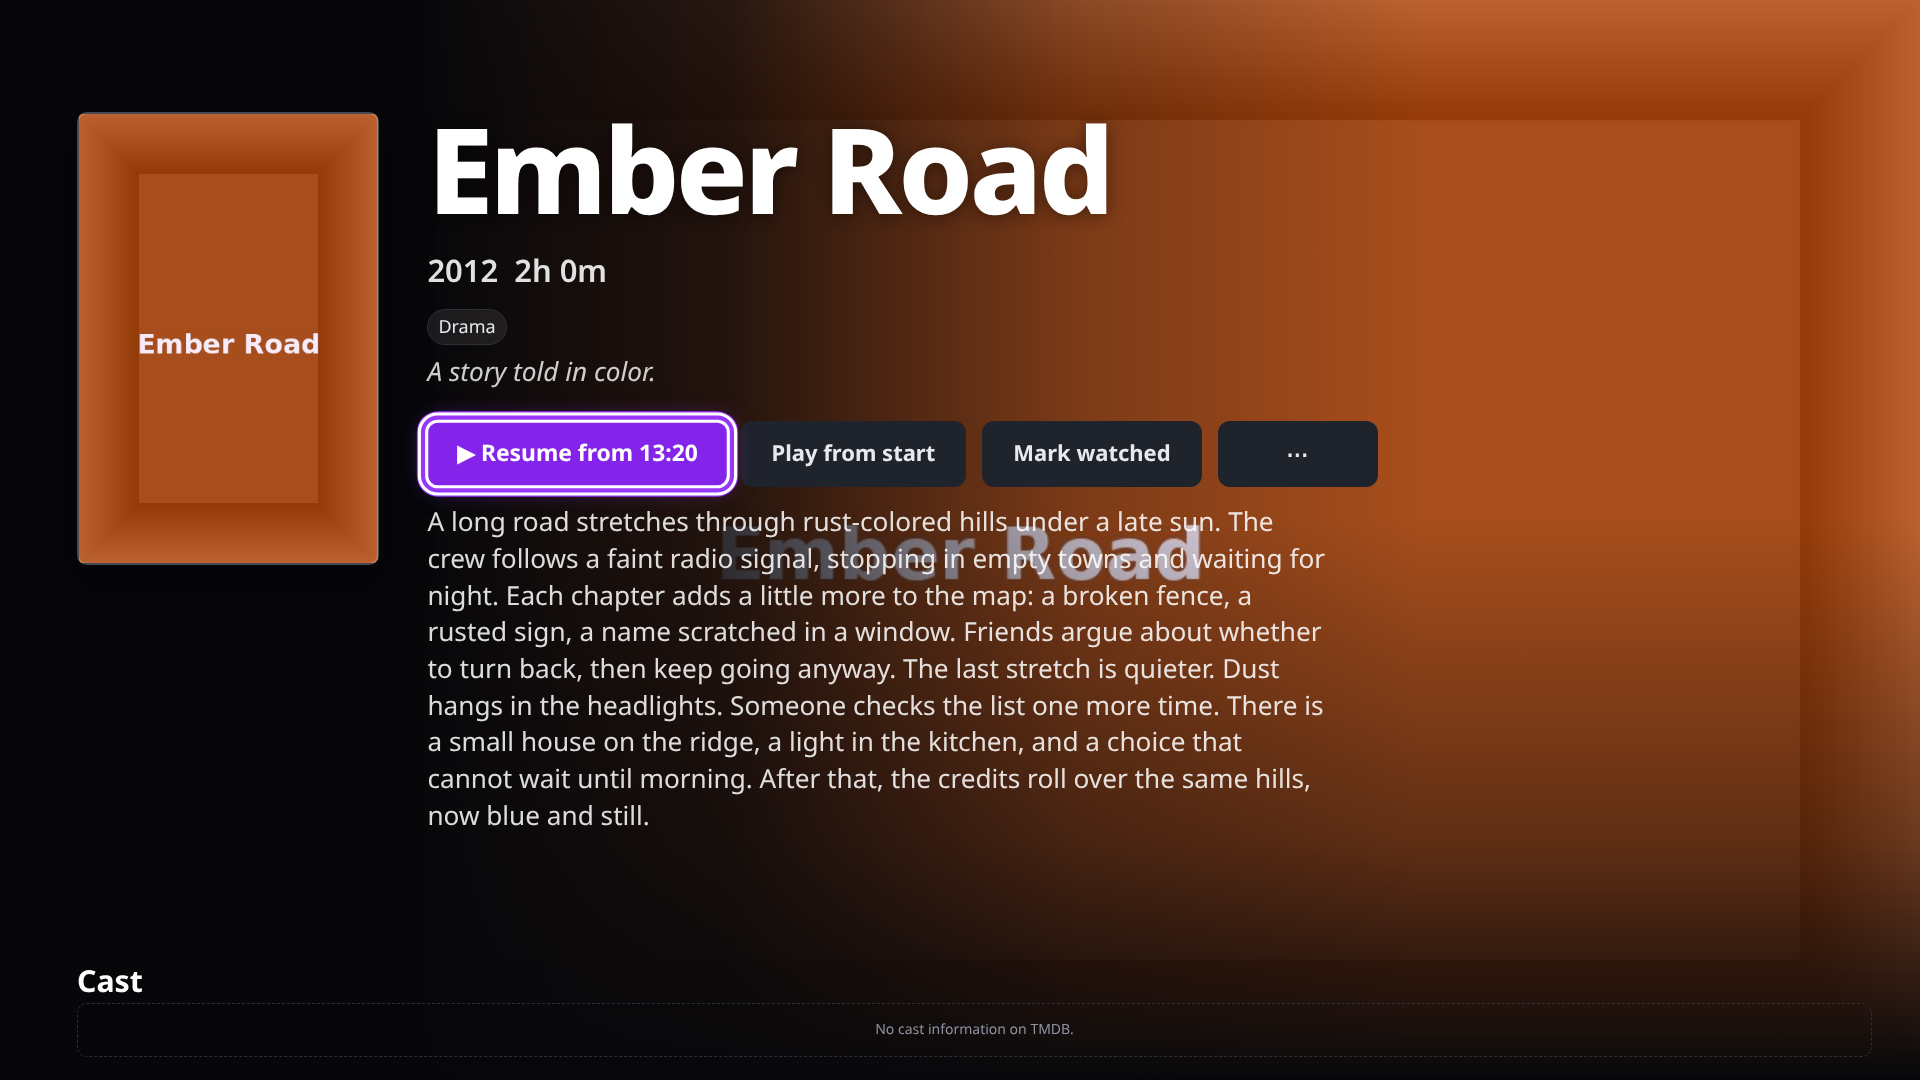 Ember Road
Ember Road
2012 2h 0m
Drama
A story told in color.
▶ Resume from 13:20
Play from start
Mark watched
...
Ember Road
A long road stretches through rust-colored hills under a late sun. The
crew follows a faint radio signal, stopping in empty towns and waiting for
night. Each chapter adds a little more to the map: a broken fence, a
rusted sign, a name scratched in a window. Friends argue about whether
to turn back, then keep going anyway. The last stretch is quieter. Dust
hangs in the headlights. Someone checks the list one more time. There is
a small house on the ridge, a light in the kitchen, and a choice that
cannot wait until morning. After that, the credits roll over the same hills,
now blue and still.
Cast
No cast information on TMDB.